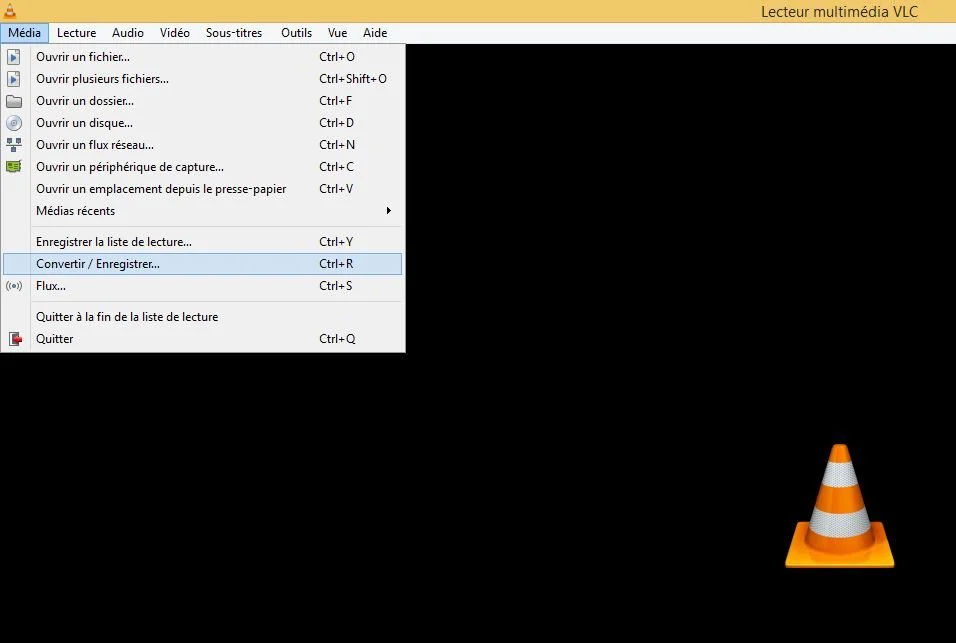 Lecteur multimédia VLC
Média Lecture Audio Vidéo Sous-titres Outils Vue Aide
Ouvrir un fichier... Ctrl+O
Ouvrir plusieurs fichiers... Ctrl+Shift+O
Ouvrir un dossier... Ctrl+F
Ouvrir un disque... Ctrl+D
Ouvrir un flux réseau... Ctrl+N
Ouvrir un périphérique de capture... Ctrl+C
Ouvrir un emplacement depuis le presse-papier Ctrl+V
Médias récents
Enregistrer la liste de lecture... Ctrl+Y
Convertir / Enregistrer... Ctrl+R
Flux... Ctrl+S
Quitter à la fin de la liste de lecture
Quitter Ctrl+Q